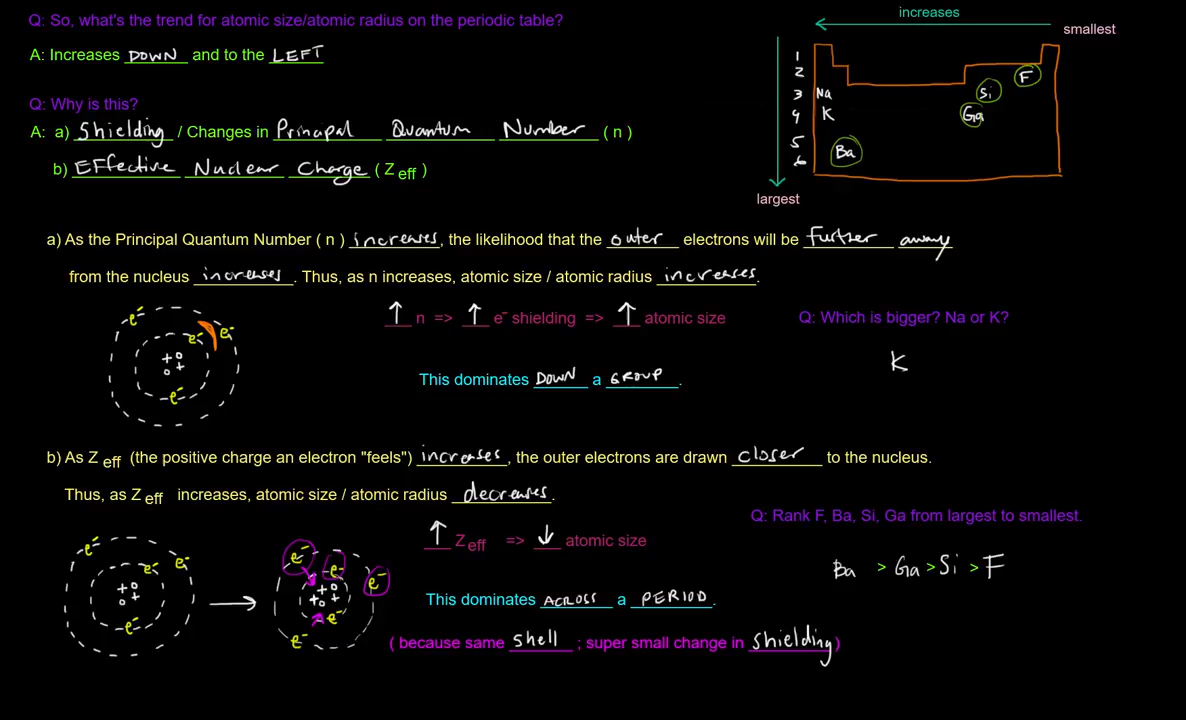 Q: So, what's the trend for atomic size/atomic radius on the periodic table?
A: Increases DOWN and to the LEFT
increases
smallest
1
2
3 Na
4 K
5
6
F
Si
Ga
Ba
largest
Q: Why is this?
A: a) Shielding / Changes in Principal Quantum Number ( n )
b) EFfective Nuclear Charge ( Z eff )
a) As the Principal Quantum Number ( n ) increases, the likelihood that the outer electrons will be further away
from the nucleus increases. Thus, as n increases, atomic size / atomic radius increases.
e⁻ e⁻ e⁻ e⁻
↑ n => ↑ e⁻ shielding => ↑ atomic size
Q: Which is bigger? Na or K?
K
This dominates DOWN a GROUP.
b) As Z eff (the positive charge an electron "feels") increases, the outer electrons are drawn closer to the nucleus.
Thus, as Z eff increases, atomic size / atomic radius decreases.
↑ Z eff => ↓ atomic size
Q: Rank F, Ba, Si, Ga from largest to smallest.
Ba > Ga > Si > F
e⁻ e⁻ e⁻ e⁻
e⁻ e⁻ e⁻ e⁻ e⁻
This dominates ACROSS a PERIOD.
( because same shell ; super small change in shielding )